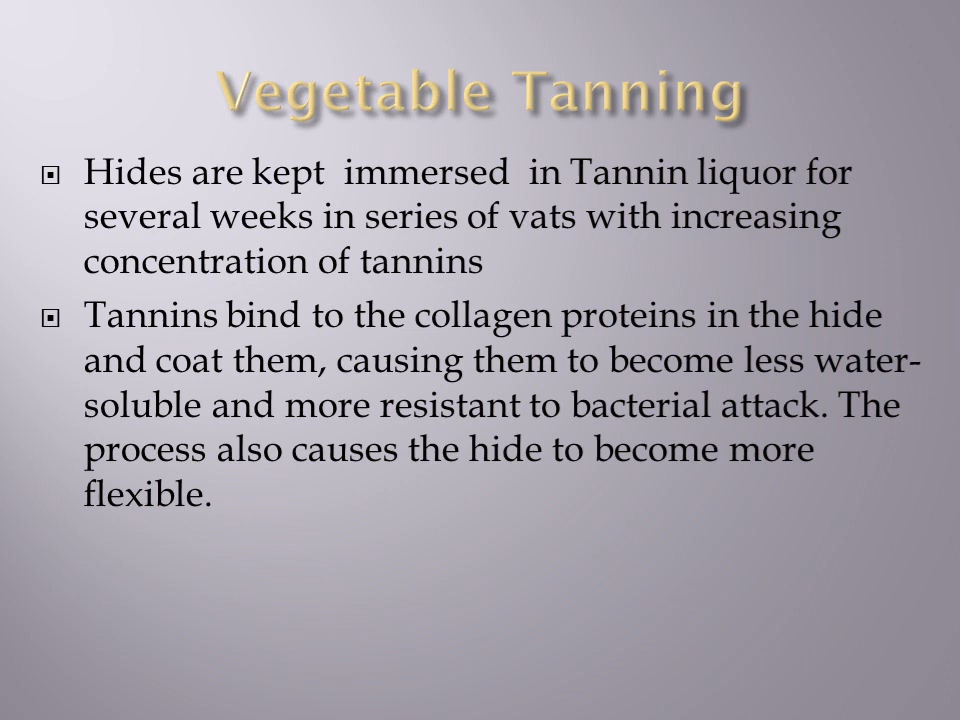 Vegetable Tanning
Hides are kept  immersed  in Tannin liquor for
several weeks in series of vats with increasing
concentration of tannins
Tannins bind to the collagen proteins in the hide
and coat them, causing them to become less water-
soluble and more resistant to bacterial attack. The
process also causes the hide to become more
flexible.